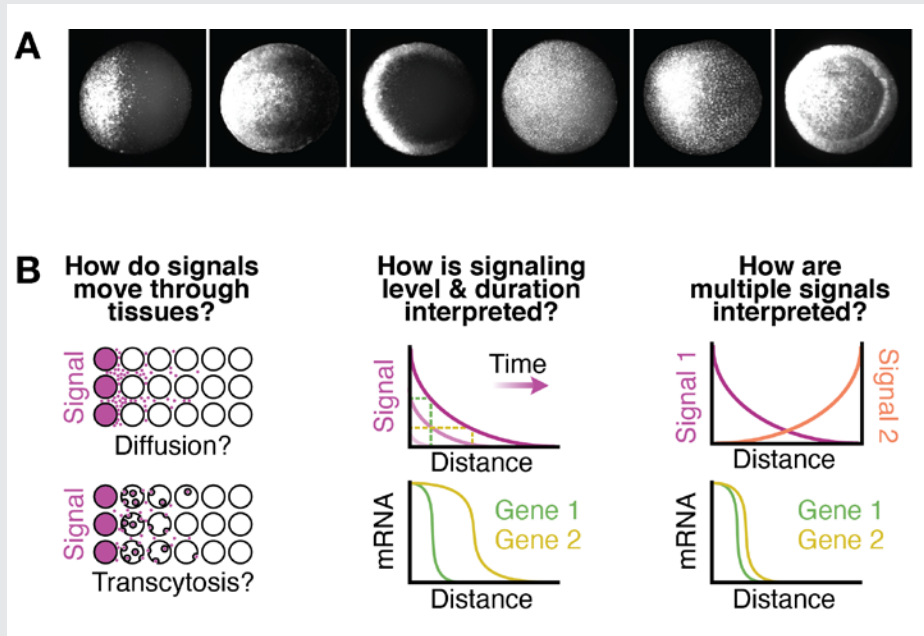 A
B
How do signals
move through
tissues?
Signal
Diffusion?
Signal
Transcytosis?
How is signaling
level & duration
interpreted?
Signal
Time
Distance
mRNA
Gene 1
Gene 2
Distance
How are
multiple signals
interpreted?
Signal 1
Signal 2
Distance
mRNA
Gene 1
Gene 2
Distance